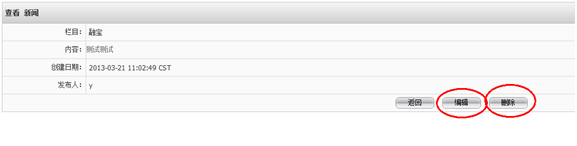 查看 新闻
栏目: 融宝
内容: 测试测试
创建日期: 2013-03-21 11:02:49 CST
发布人: y
返回 编辑 删除